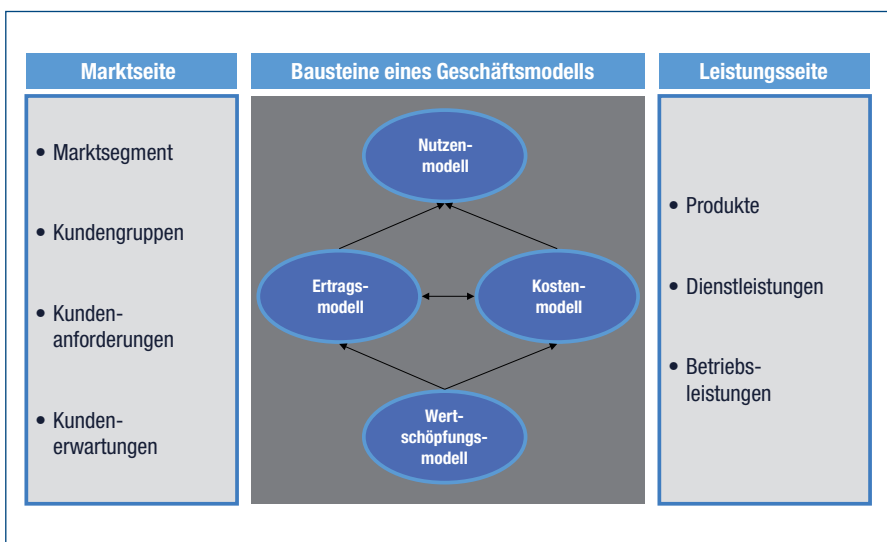 Marktseite
• Marktsegment
• Kundengruppen
• Kunden-
anforderungen
• Kunden-
erwartungen
Bausteine eines Geschäftsmodells
Nutzen-
modell
Ertrags-
modell
Kosten-
modell
Wert-
schöpfungs-
modell
Leistungsseite
• Produkte
• Dienstleistungen
• Betriebs-
leistungen